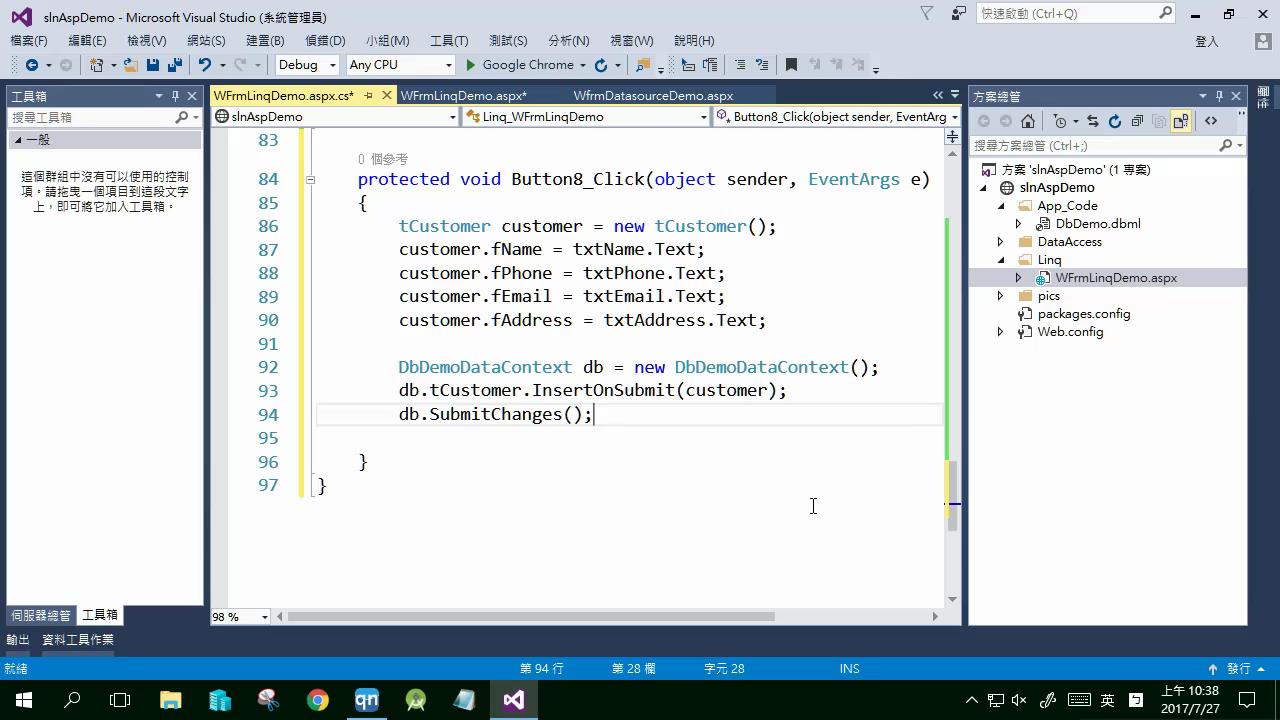 slnAspDemo - Microsoft Visual Studio (系統管理員)
快速啟動 (Ctrl+Q)
檔案(F) 編輯(E) 檢視(V) 網站(S) 建置(B) 偵錯(D) 小組(M) 工具(T) 測試(S) 分析(N) 視窗(W) 說明(H) 登入
Debug Any CPU Google Chrome
工具箱
搜尋工具箱
一般
這個群組中沒有可以使用的控制
項。請拖曳一個項目到這段文字
上，即可將它加入工具箱。
伺服器總管 工具箱
WFrmLinqDemo.aspx.cs* WFrmLinqDemo.aspx* WfrmDatasourceDemo.aspx
slnAspDemo Linq_WFrmLinqDemo Button8_Click(object sender, EventArg
83
0 個參考
84 protected void Button8_Click(object sender, EventArgs e)
85 {
86 tCustomer customer = new tCustomer();
87 customer.fName = txtName.Text;
88 customer.fPhone = txtPhone.Text;
89 customer.fEmail = txtEmail.Text;
90 customer.fAddress = txtAddress.Text;
91
92 DbDemoDataContext db = new DbDemoDataContext();
93 db.tCustomer.InsertOnSubmit(customer);
94 db.SubmitChanges();
95
96 }
97 }
98 %
方案總管
搜尋方案總管 (Ctrl+;)
方案 'slnAspDemo' (1 專案)
slnAspDemo
App_Code
DbDemo.dbml
DataAccess
Linq
WFrmLinqDemo.aspx
pics
packages.config
Web.config
輸出 資料工具作業
就緒 第 94 行 第 28 欄 字元 28 INS 發行
qn
英
上午 10:38
2017/7/27